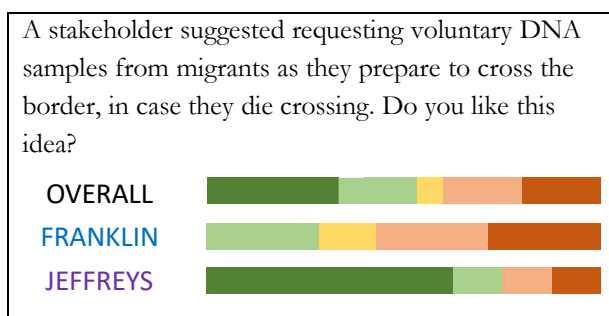 A stakeholder suggested requesting voluntary DNA
samples from migrants as they prepare to cross the
border, in case they die crossing. Do you like this
idea?
OVERALL
FRANKLIN
JEFFREYS